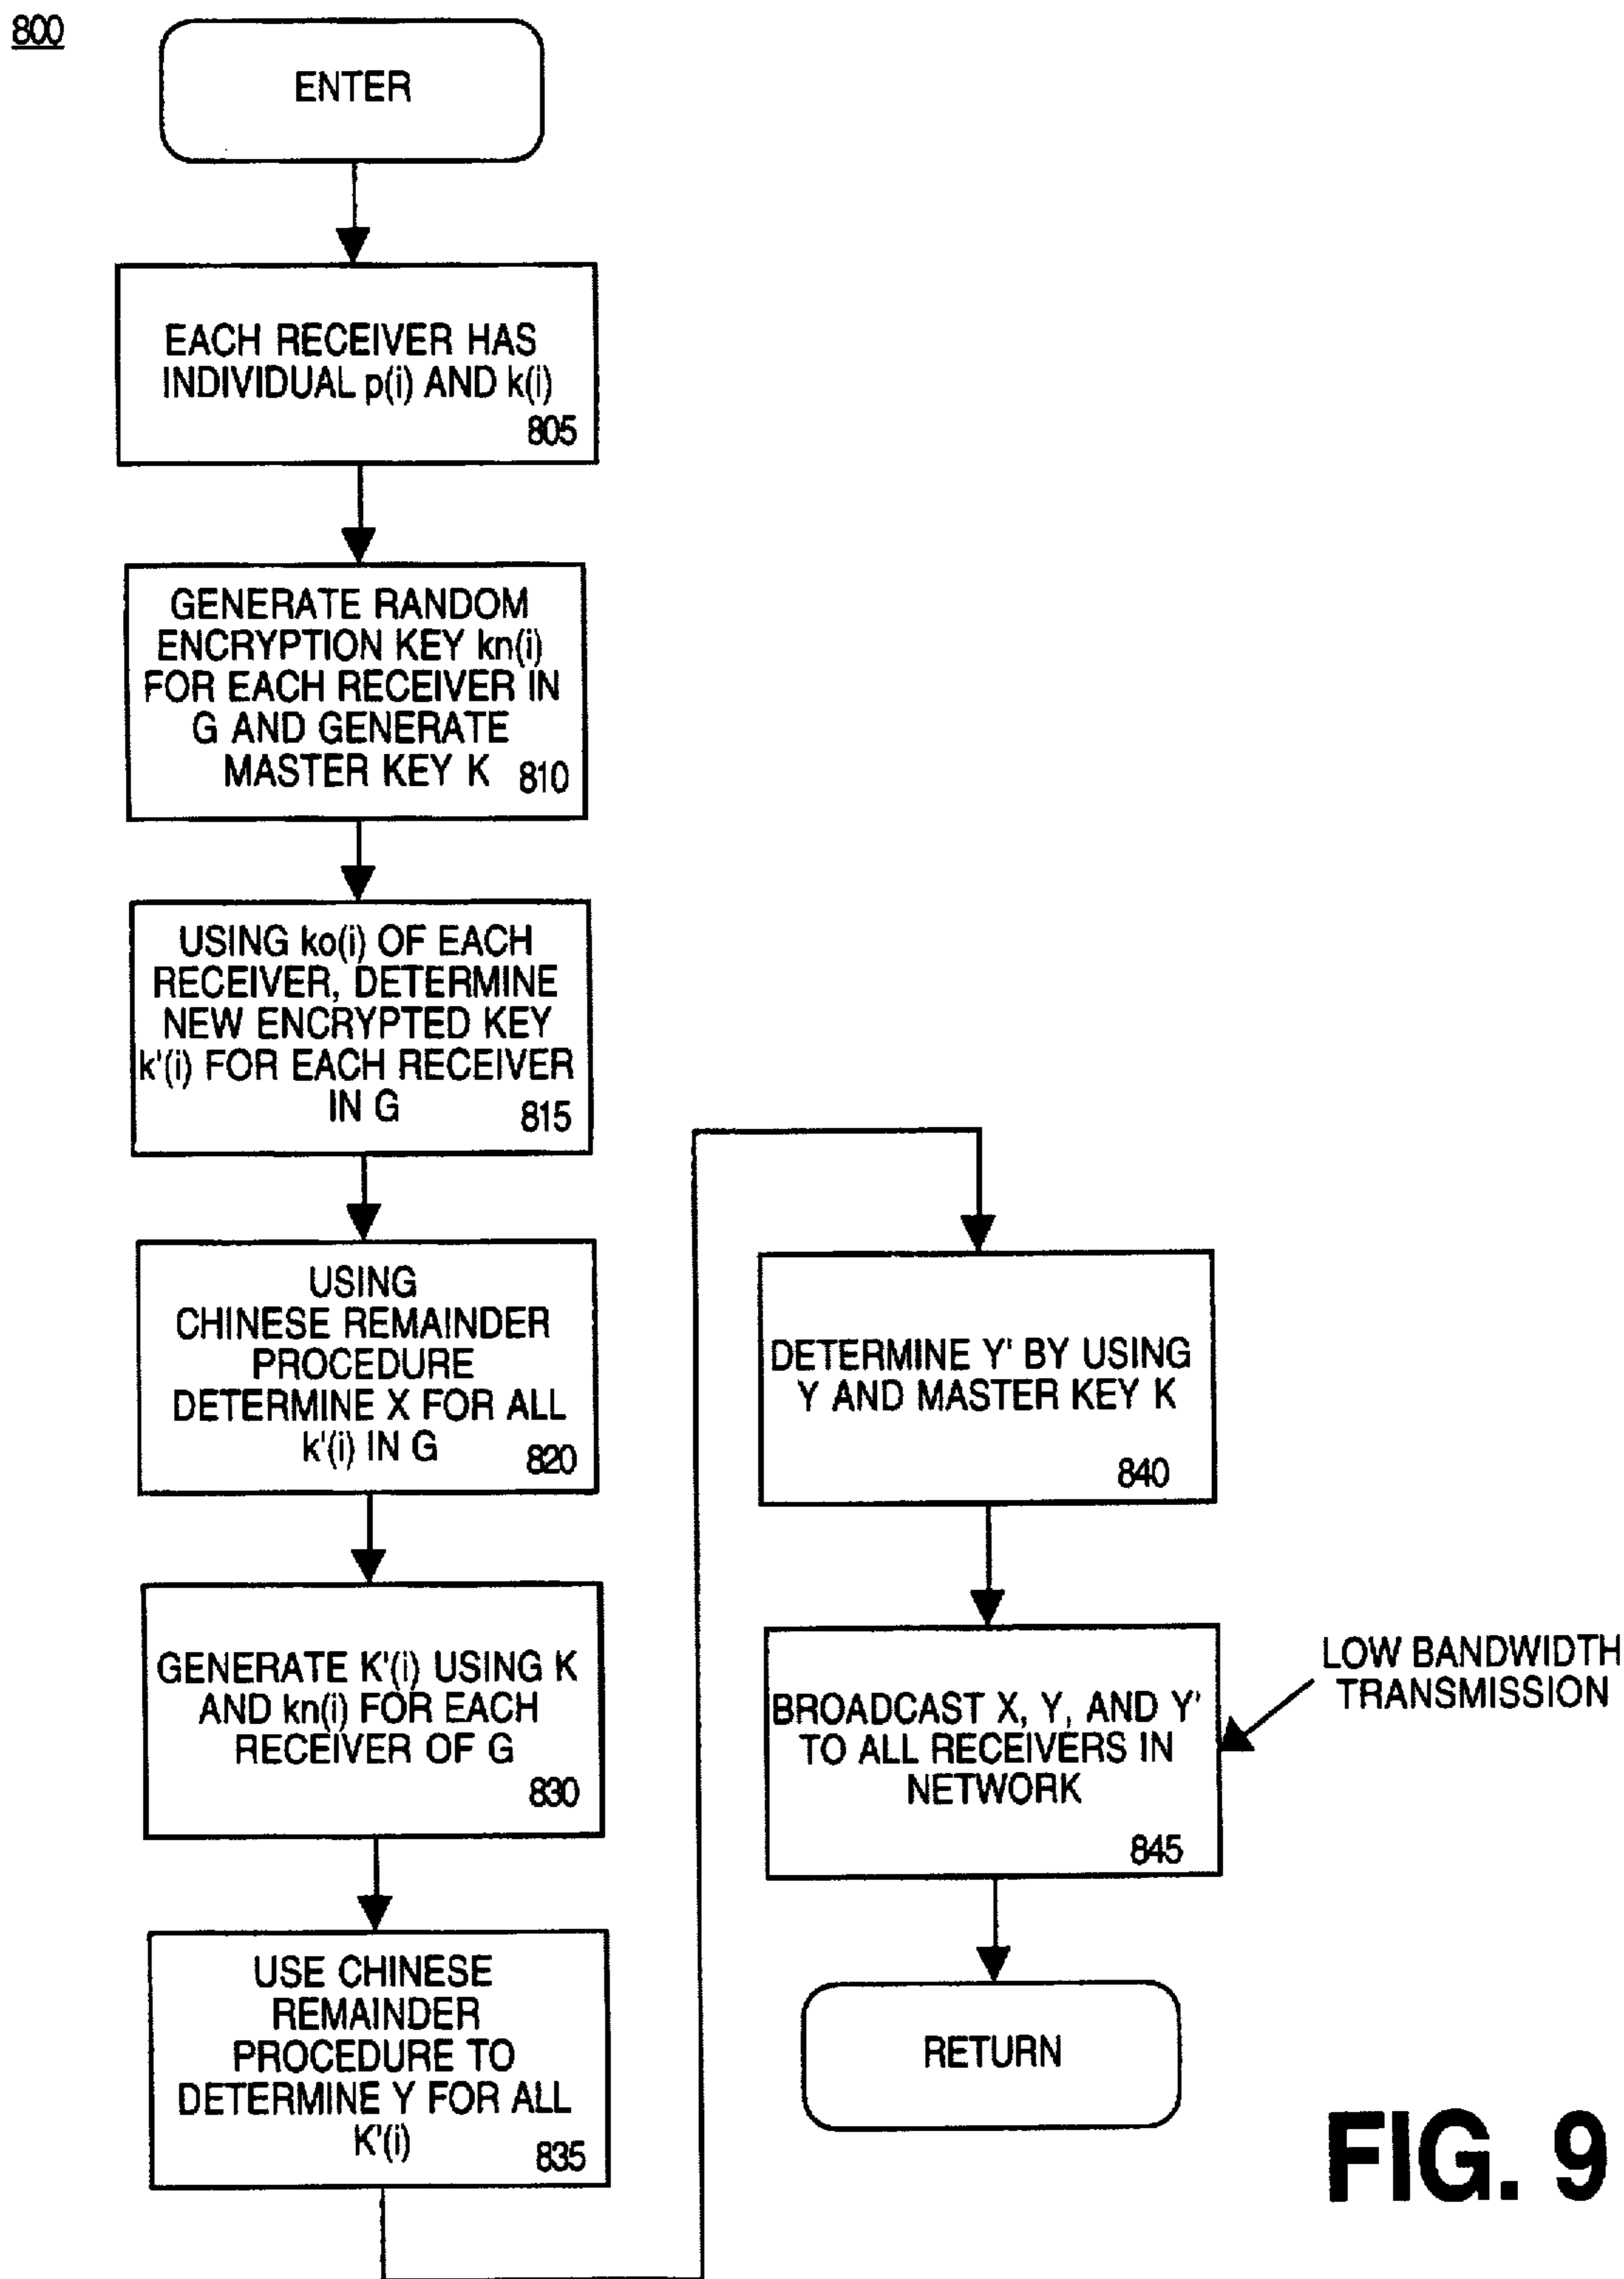 800
ENTER
EACH RECEIVER HAS
INDIVIDUAL p(i) AND k(i)
805
GENERATE RANDOM
ENCRYPTION KEY kn(i)
FOR EACH RECEIVER IN
G AND GENERATE
MASTER KEY K 810
USING ko(i) OF EACH
RECEIVER, DETERMINE
NEW ENCRYPTED KEY
k'(i) FOR EACH RECEIVER
IN G 815
USING
CHINESE REMAINDER
PROCEDURE
DETERMINE X FOR ALL
k'(i) IN G 820
GENERATE K'(i) USING K
AND kn(i) FOR EACH
RECEIVER OF G
830
USE CHINESE
REMAINDER
PROCEDURE TO
DETERMINE Y FOR ALL
K'(i) 835
DETERMINE Y' BY USING
Y AND MASTER KEY K
840
BROADCAST X, Y, AND Y'
TO ALL RECEIVERS IN
NETWORK
845
LOW BANDWIDTH
TRANSMISSION
RETURN
FIG. 9